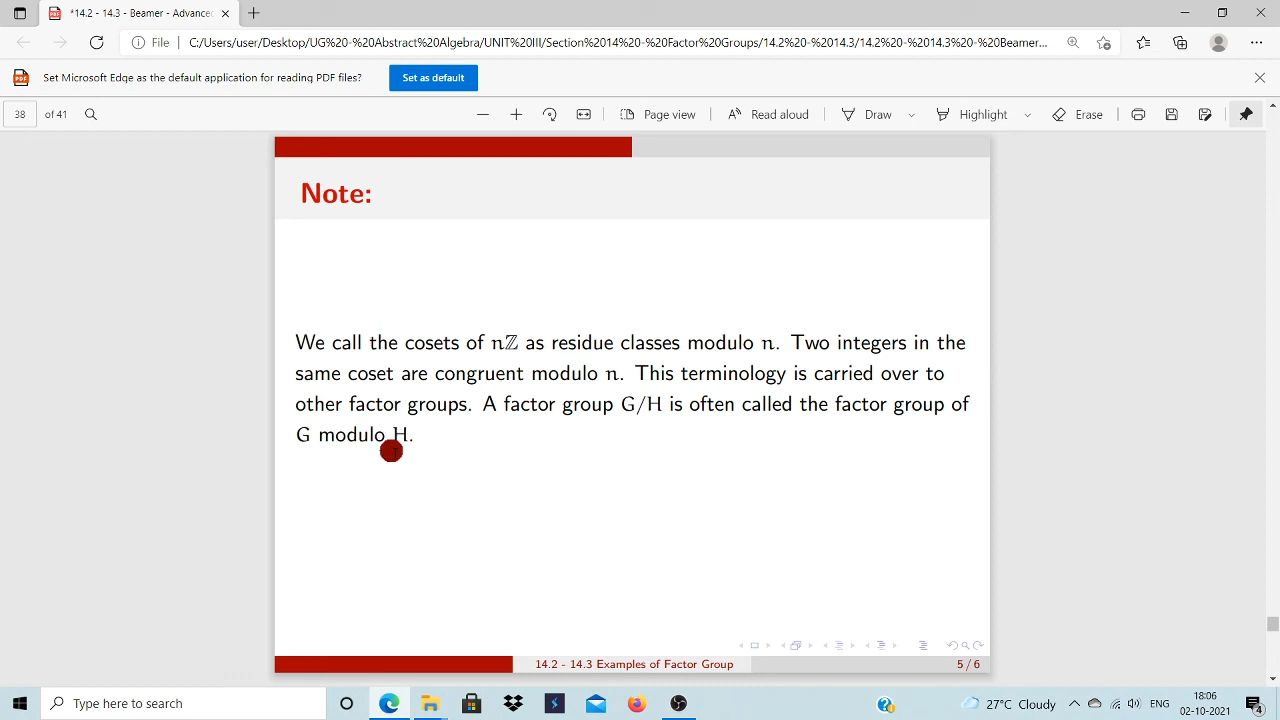 *14.2 - 14.3 - Beamer - Advance
File C:/Users/user/Desktop/UG%20-%20Abstract%20Algebra/UNIT%20III/Section%2014%20-%20Factor%20Groups/14.2%20-%2014.3/14.2%20-%2014.3%20-%20Beamer...
Set Microsoft Edge as the default application for reading PDF files? Set as default
38 of 41 Page view Read aloud Draw Highlight Erase
Note:
We call the cosets of nℤ as residue classes modulo n. Two integers in the
same coset are congruent modulo n. This terminology is carried over to
other factor groups. A factor group G/H is often called the factor group of
G modulo H.
14.2 - 14.3 Examples of Factor Group 5 / 6
Type here to search 27°C Cloudy ENG 18:06
02-10-2021 4